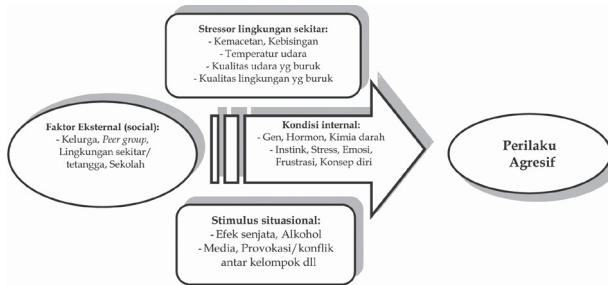 Stressor lingkungan sekitar:
- Kemacetan, Kebisingan
- Temperatur udara
- Kualitas udara yg buruk
- Kualitas lingkungan yg buruk
Faktor Eksternal (social):
- Kelurga, Peer group,
Lingkungan sekitar/
tetangga, Sekolah
Kondisi internal:
- Gen, Hormon, Kimia darah
- Instink, Stress, Emosi,
Frustrasi, Konsep diri
Perilaku
Agresif
Stimulus situasional:
- Efek senjata, Alkohol
- Media, Provokasi/konflik
antar kelompok dll